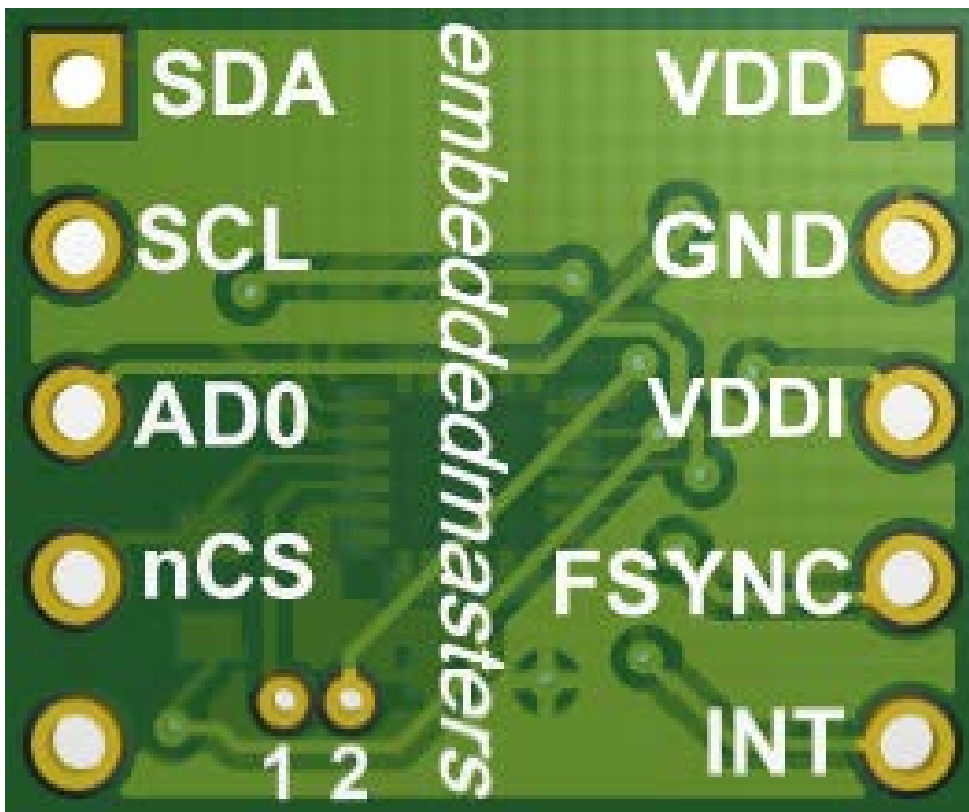 SDA
VDD
SCL
GND
AD0
VDDI
nCS
FSYNC
INT
1 2
embeddedmasters